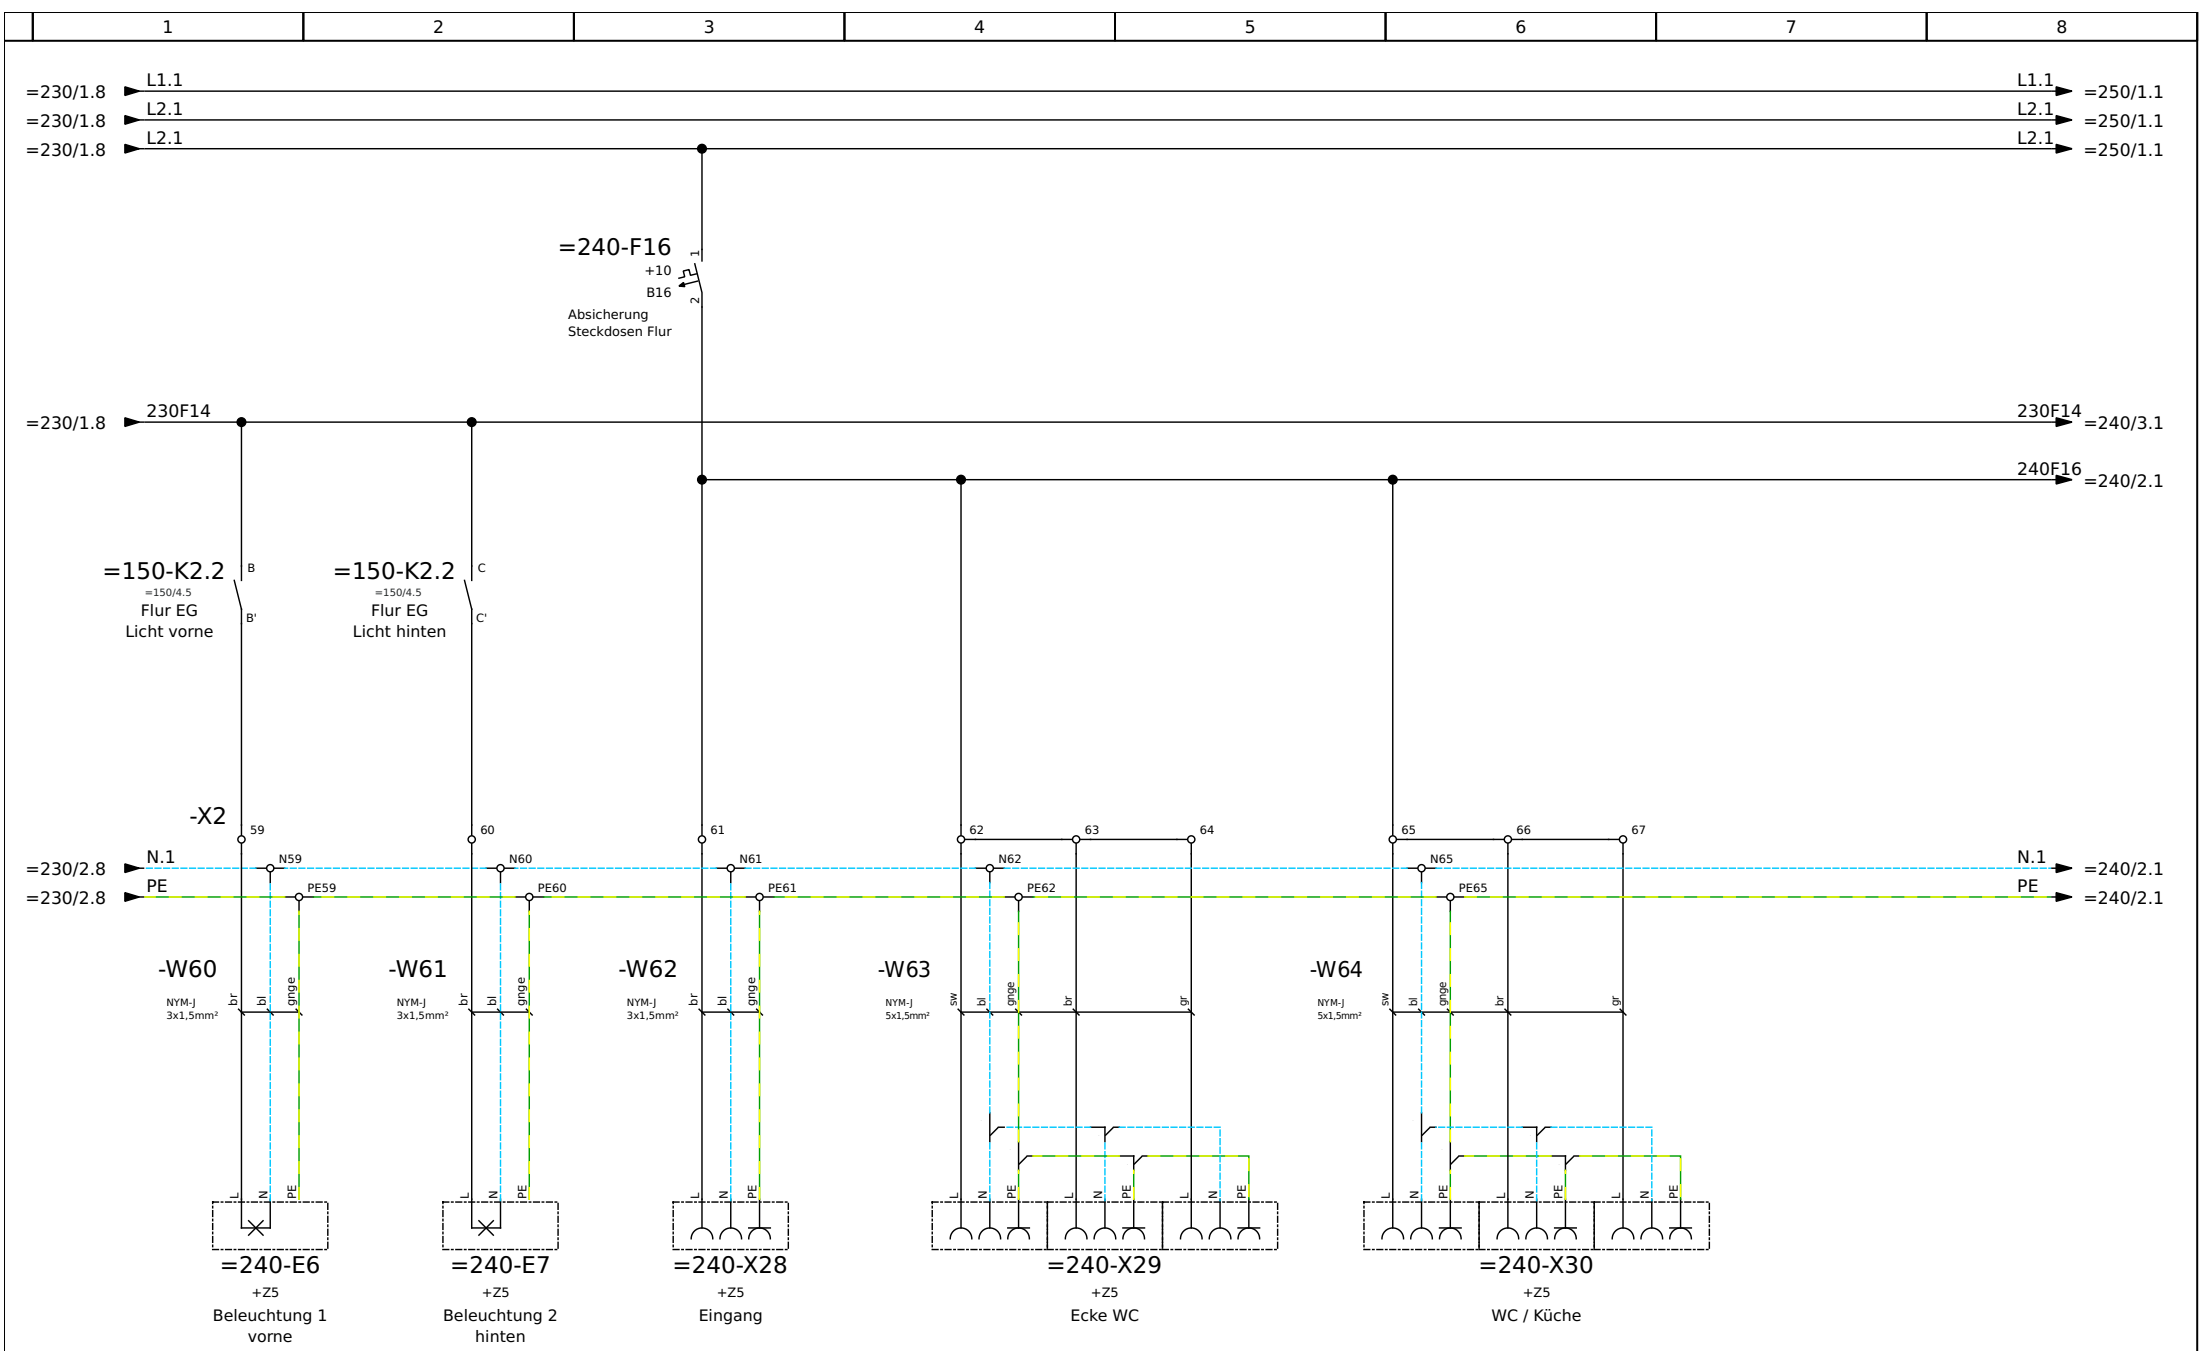 1 2 3 4 5 6 7 8
=230/1.8 L1.1 L1.1 =250/1.1
=230/1.8 L2.1 L2.1 =250/1.1
=230/1.8 L2.1 L2.1 =250/1.1
=240-F16 1
+10
B16 2
Absicherung
Steckdosen Flur
=230/1.8 230F14 230F14 =240/3.1
240F16 =240/2.1
=150-K2.2 B =150-K2.2 C
=150/4.5 =150/4.5
Flur EG B' Flur EG C'
Licht vorne Licht hinten
-X2 59 60 61 62 63 64 65 66 67
=230/2.8 N.1 N59 N60 N61 N62 N65 N.1 =240/2.1
=230/2.8 PE PE59 PE60 PE61 PE62 PE65 PE =240/2.1
-W60 -W61 -W62 -W63 -W64
br bl gnge br bl gnge br bl gnge sw bl gnge br gr sw bl gnge br gr
NYM-J NYM-J NYM-J NYM-J NYM-J
3x1,5mm² 3x1,5mm² 3x1,5mm² 5x1,5mm² 5x1,5mm²
L N PE L N PE L N PE L N PE L N PE L N PE L N PE L N PE L N PE
=240-E6 =240-E7 =240-X28 =240-X29 =240-X30
+Z5 +Z5 +Z5 +Z5 +Z5
Beleuchtung 1 Beleuchtung 2 Eingang Ecke WC WC / Küche
vorne hinten